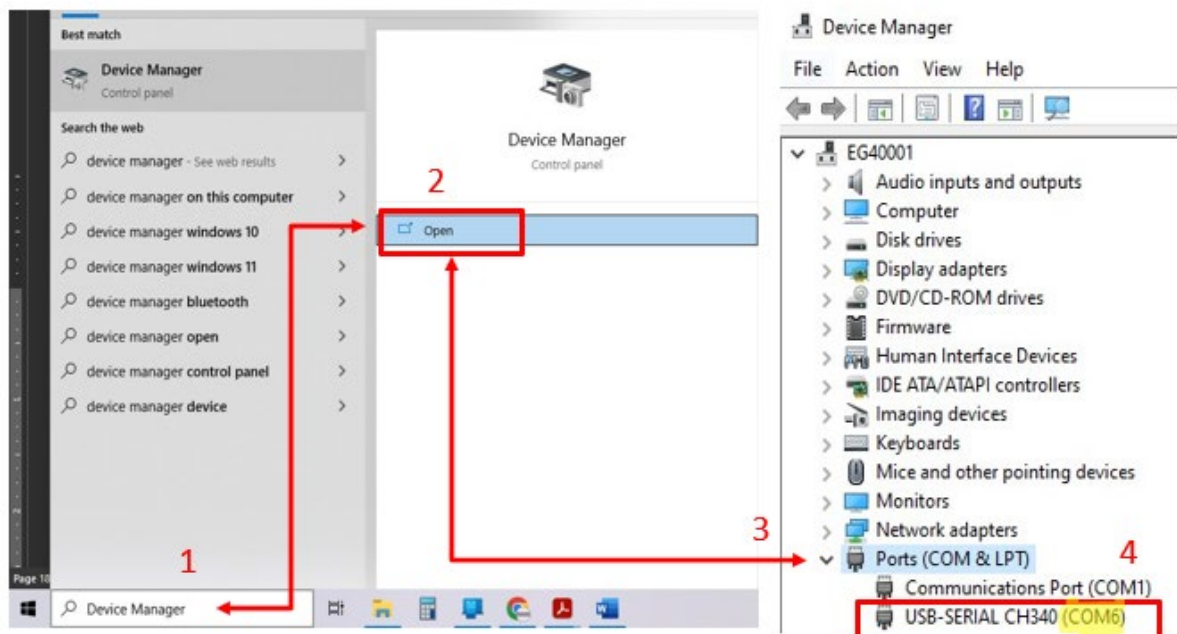 Best match
Device Manager
Control panel
Search the web
device manager - See web results
device manager on this computer
device manager windows 10
device manager windows 11
device manager bluetooth
device manager open
device manager control panel
device manager device
Page 18
1
Device Manager
Device Manager
Control panel
2
Open
3
Device Manager
File Action View Help
EG40001
Audio inputs and outputs
Computer
Disk drives
Display adapters
DVD/CD-ROM drives
Firmware
Human Interface Devices
IDE ATA/ATAPI controllers
Imaging devices
Keyboards
Mice and other pointing devices
Monitors
Network adapters
Ports (COM & LPT)
4
Communications Port (COM1)
USB-SERIAL CH340 (COM6)